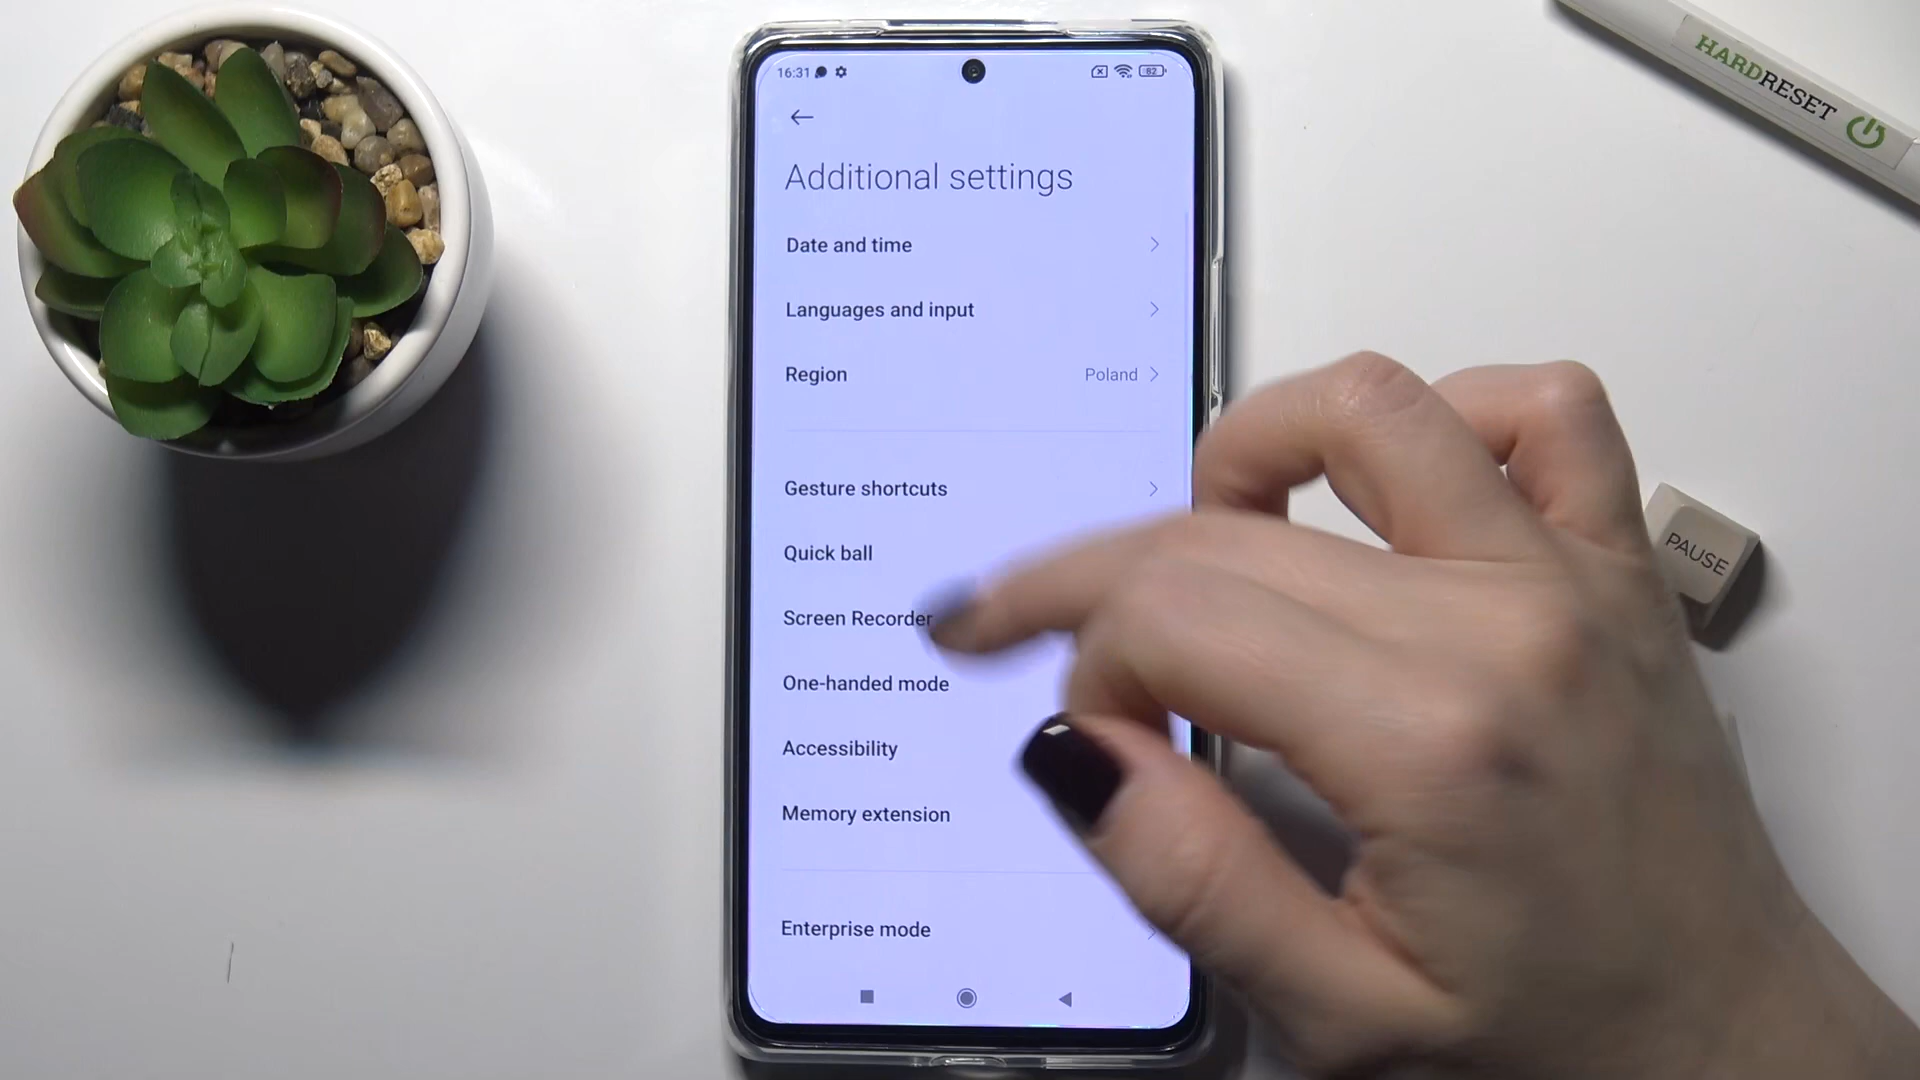 16:31
82
Additional settings
Date and time
Languages and input
Region
Poland
Gesture shortcuts
Quick ball
Screen Recorder
One-handed mode
Accessibility
Memory extension
Enterprise mode
HARDRESET
PAUSE